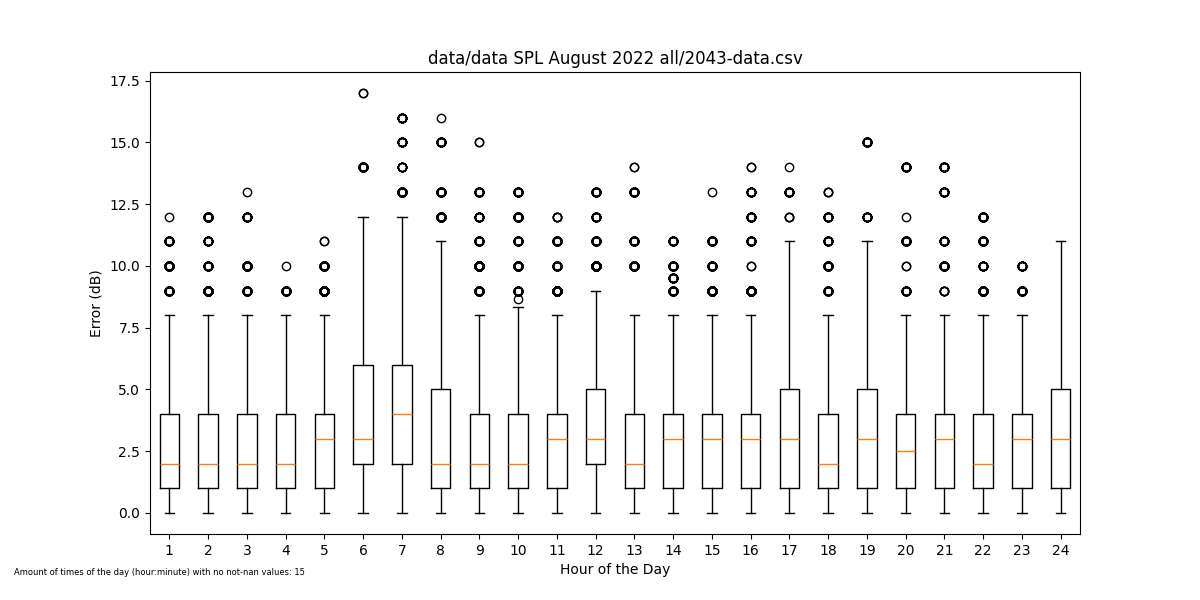 data/data SPL August 2022 all/2043-data.csv
17.5
15.0
12.5
10.0
7.5
5.0
2.5
0.0
Error (dB)
1 2 3 4 5 6 7 8 9 10 11 12 13 14 15 16 17 18 19 20 21 22 23 24
Hour of the Day
Amount of times of the day (hour:minute) with no not-nan values: 15